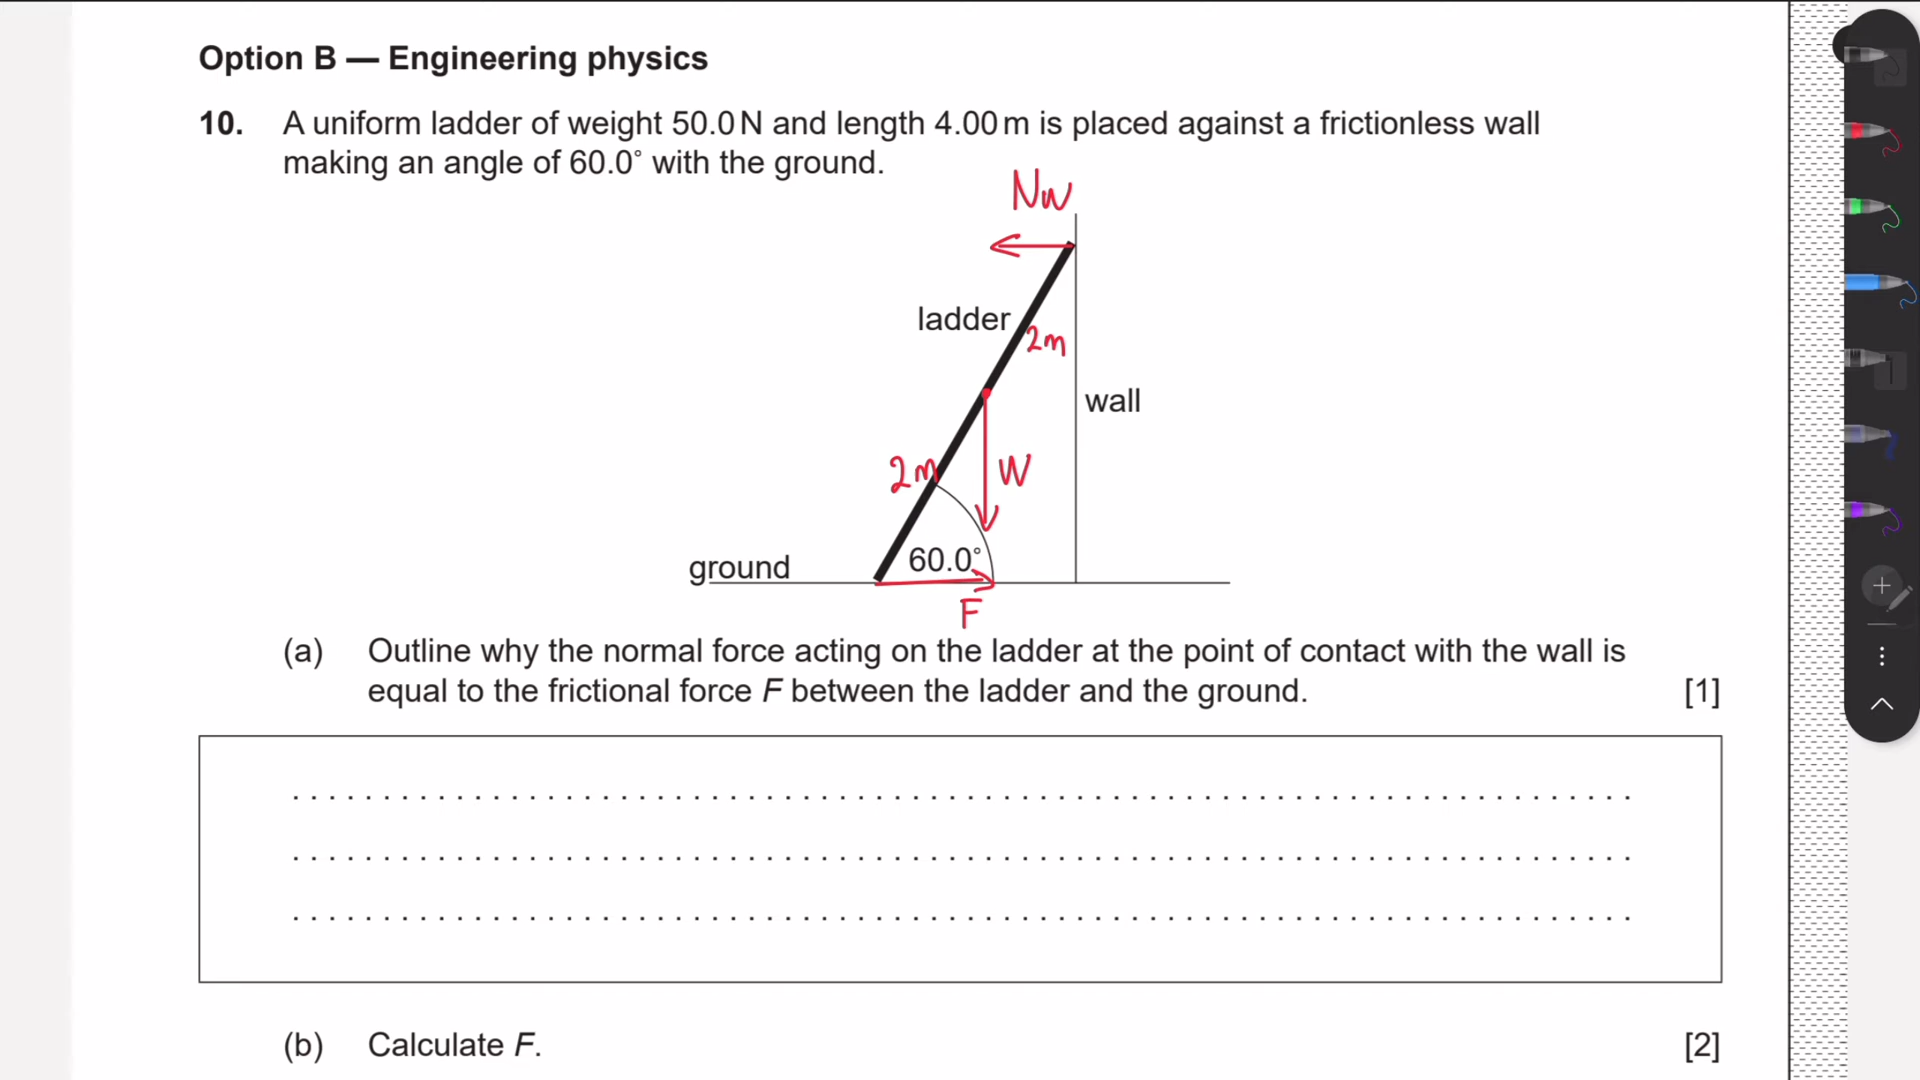 Option B — Engineering physics
10. A uniform ladder of weight 50.0 N and length 4.00 m is placed against a frictionless wall
making an angle of 60.0° with the ground.
Nw
ladder
2m
wall
2m
W
ground
60.0°
F
(a) Outline why the normal force acting on the ladder at the point of contact with the wall is
equal to the frictional force F between the ladder and the ground. [1]
(b) Calculate F. [2]